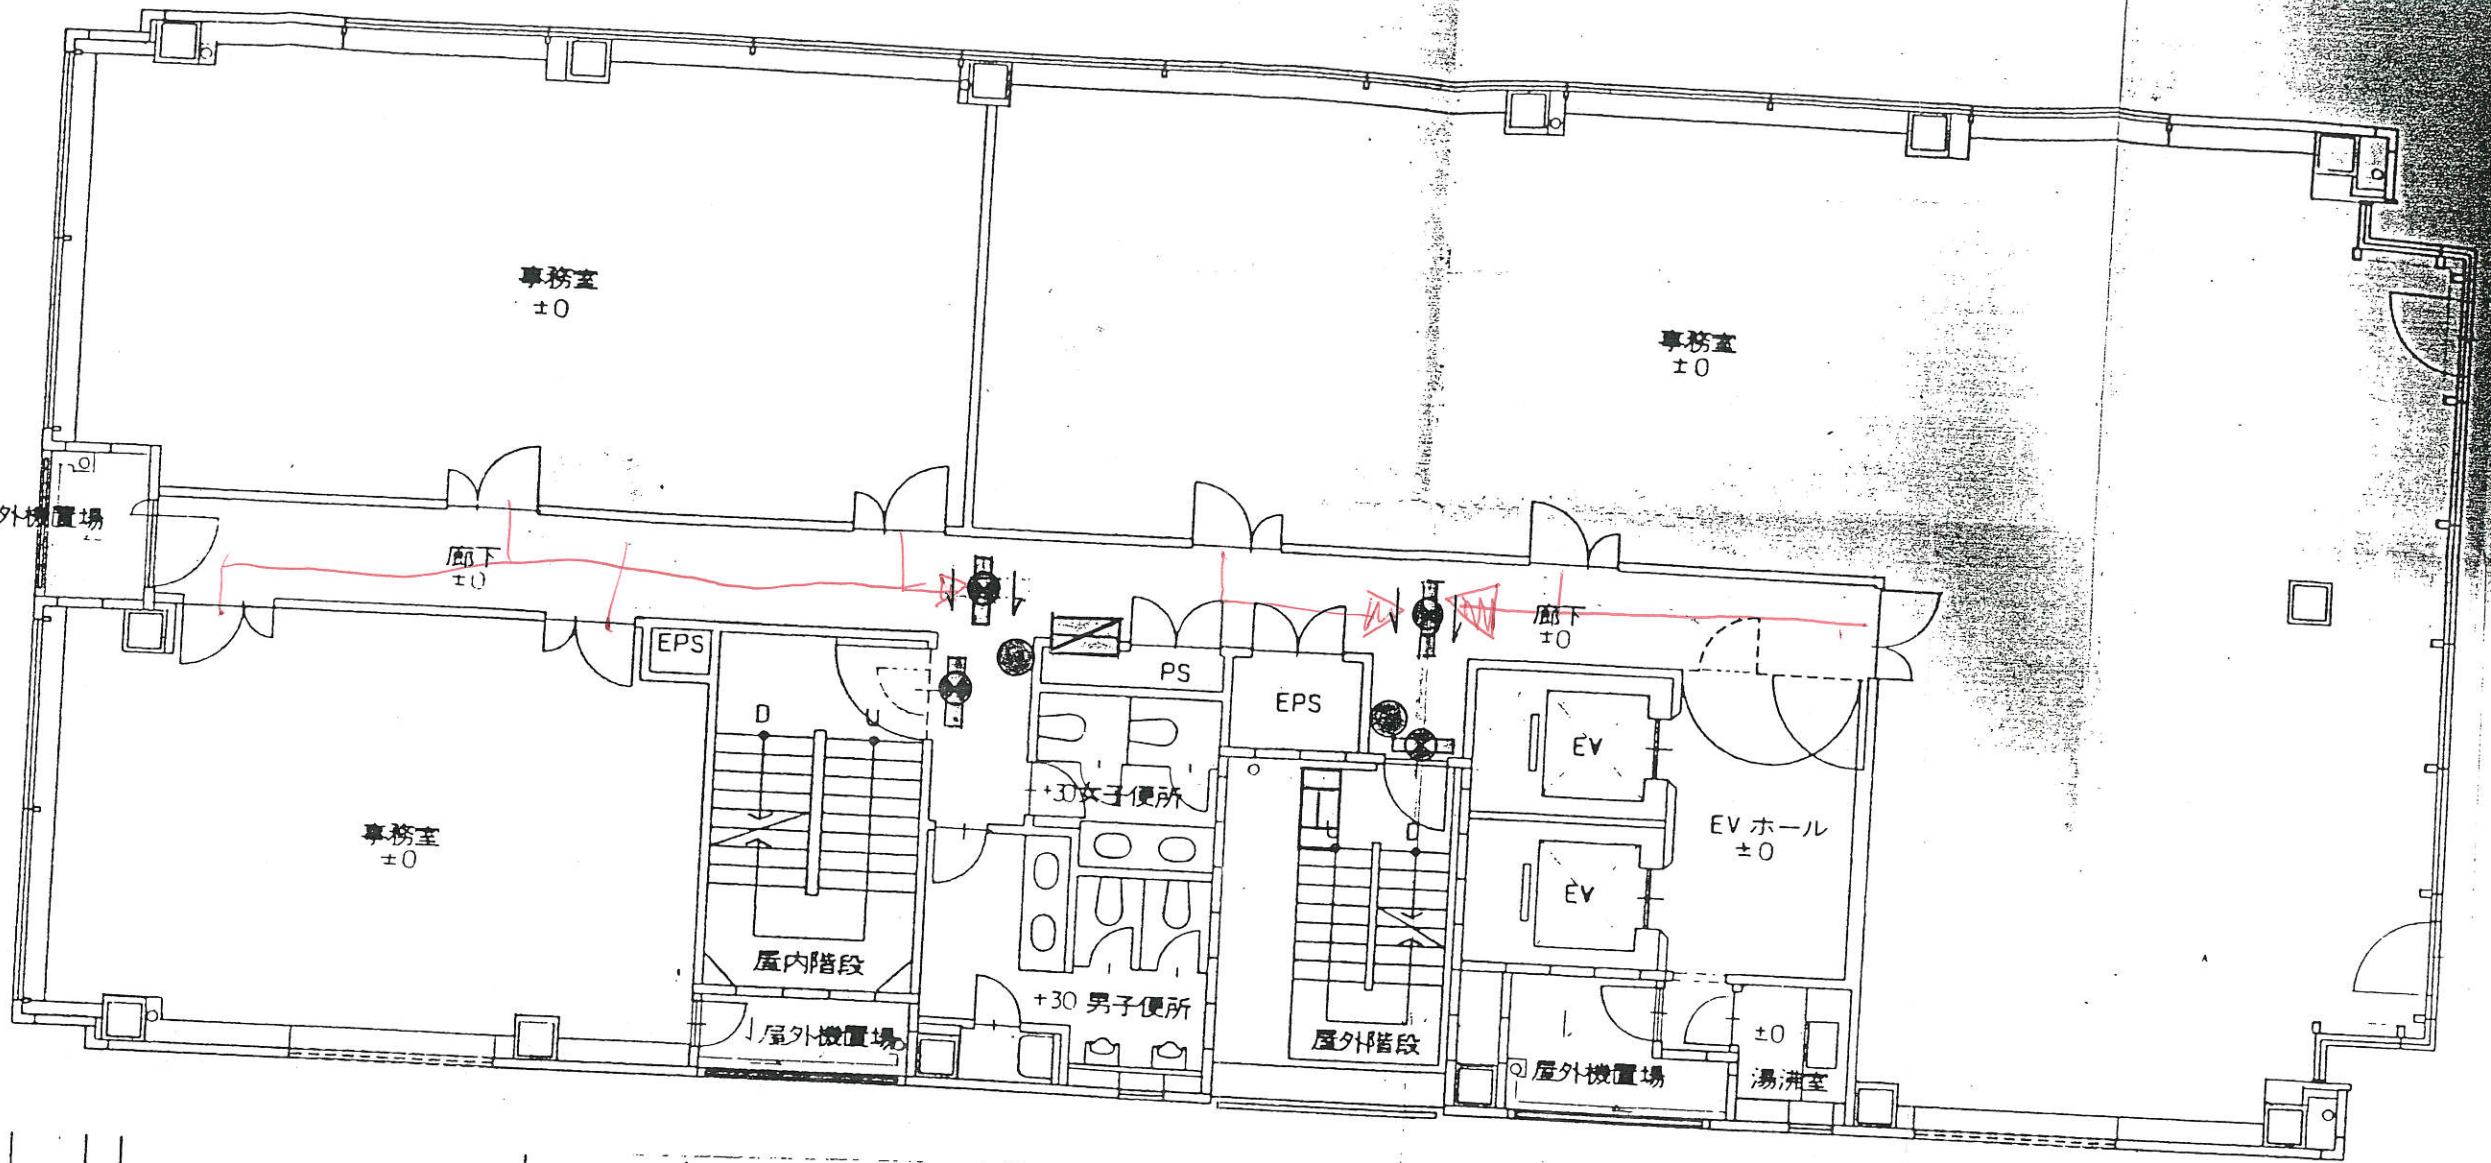 事務室
±0
事務室
±0
外機置場
廊下
±0
廊下
±0
EPS
PS
EPS
D
U
EV
+30女子便所
EV ホール
±0
事務室
±0
EV
屋内階段
+30 男子便所
屋外機置場
屋外階段
屋外機置場
±0
湯沸室